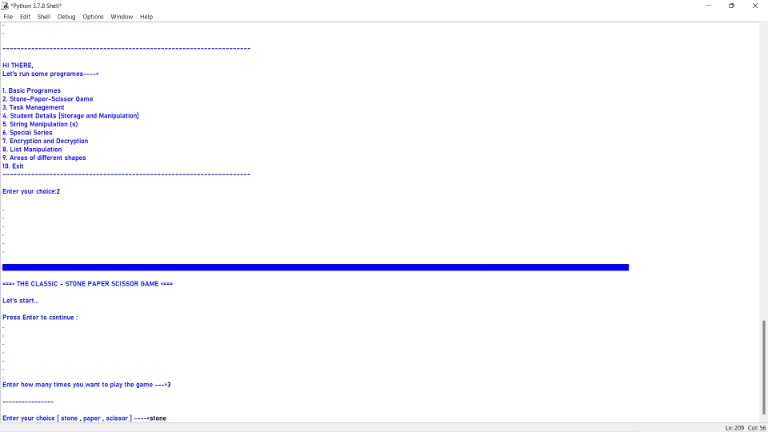 *Python 3.7.8 Shell*
File Edit Shell Debug Options Window Help
HI THERE,
Let's run some programes----+
1. Basic Programes
2. Stone-Paper-Scissor Game
3. Task Management
4. Student Details [Storage and Manipulation]
5. String Manipulation (s)
6. Special Series
7. Encryption and Decryption
8. List Manipulation
9. Areas of different shapes
10. Exit
Enter your choice:2
===> THE CLASSIC - STONE PAPER SCISSOR GAME <===
Let's start...
Press Enter to continue :
Enter how many times you want to play the game --->3
----------------
Enter your choice [ stone , paper , scissor ] ---->stone
Ln: 209 Col: 56